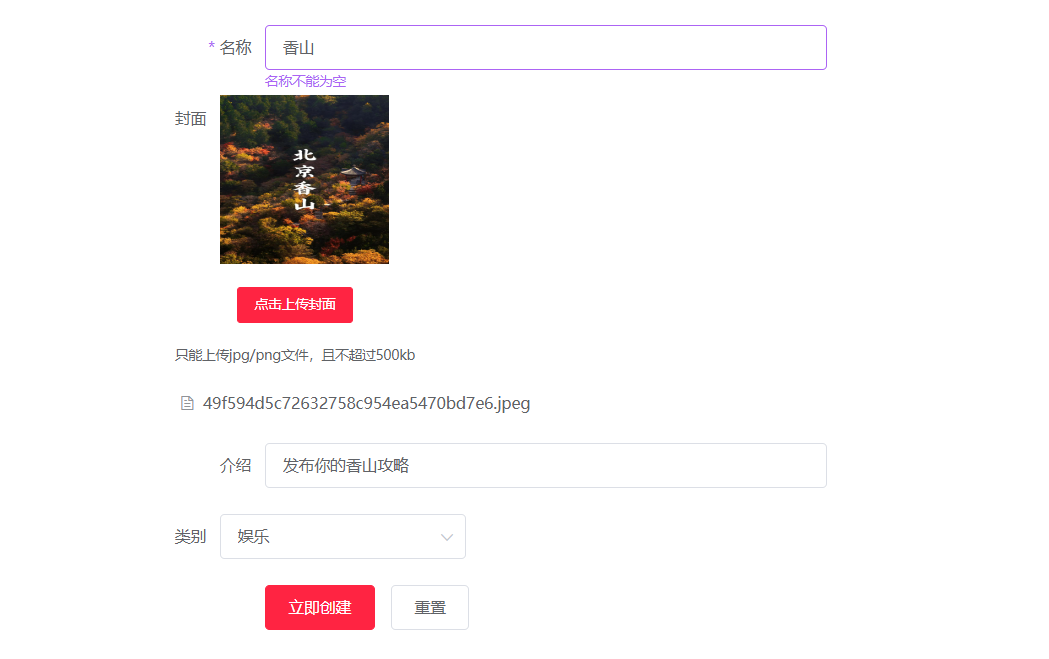 * 名称 香山
名称不能为空
封面
北
京
香
山
点击上传封面
只能上传jpg/png文件，且不超过500kb
49f594d5c72632758c954ea5470bd7e6.jpeg
介绍 发布你的香山攻略
类别 娱乐
立即创建 重置